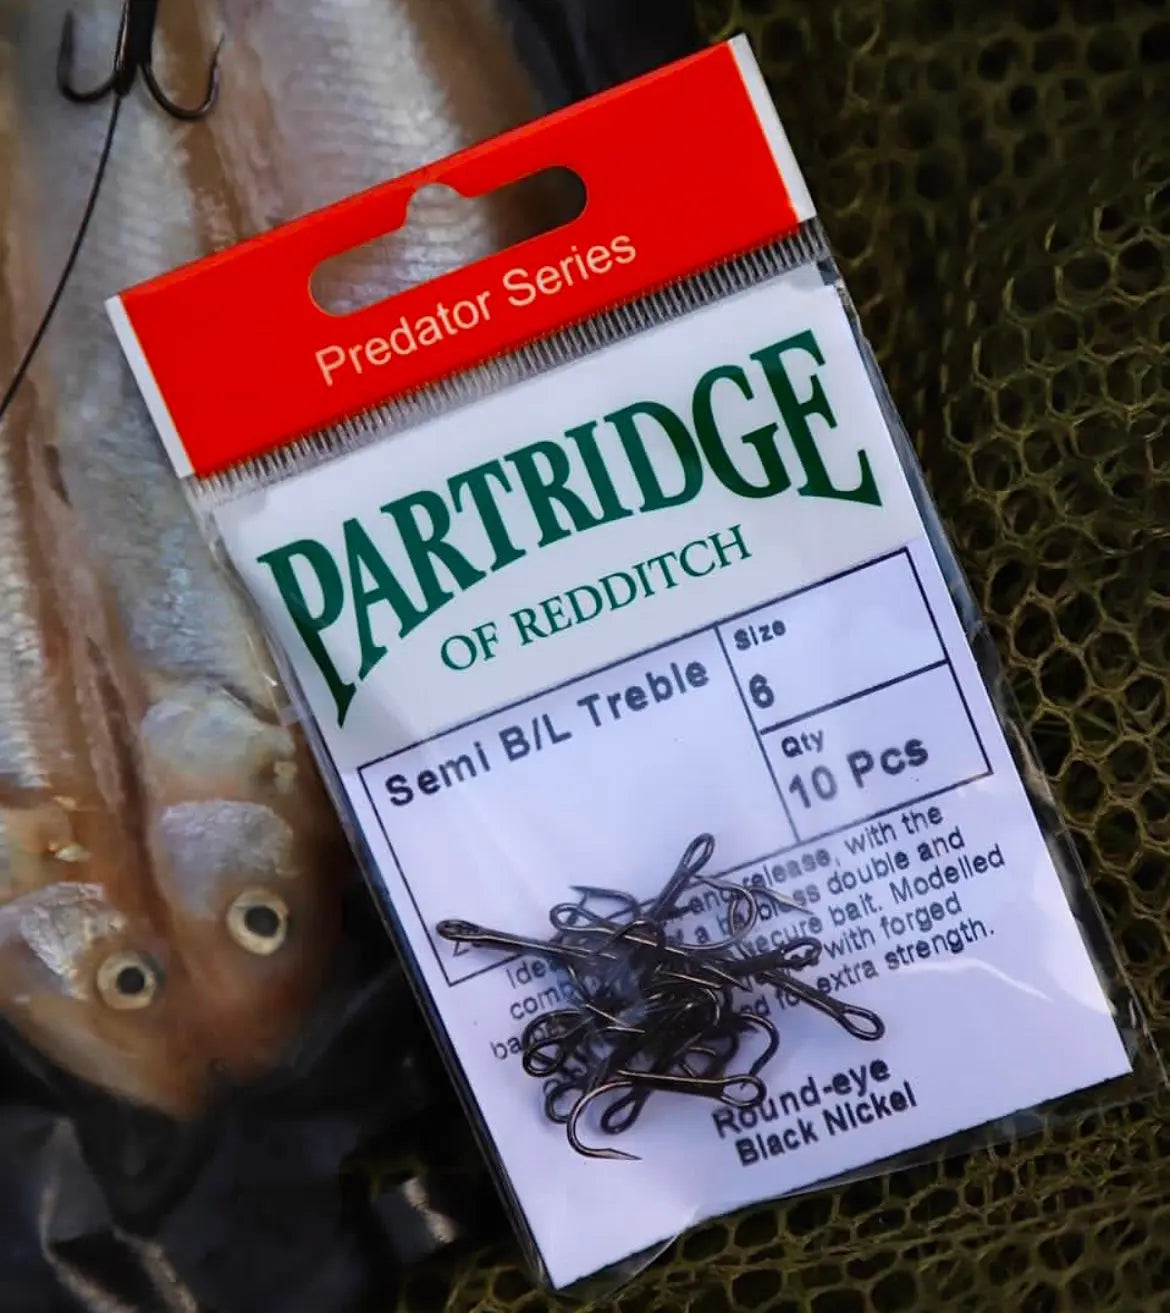 Predator Series
PARTRIDGE
OF REDDITCH
Semi B/L Treble
Size
6
Qty
10 Pcs
release, with the
a double and
secure bait. Modelled
with forged
extra strength.
Round-eye
Black Nickel